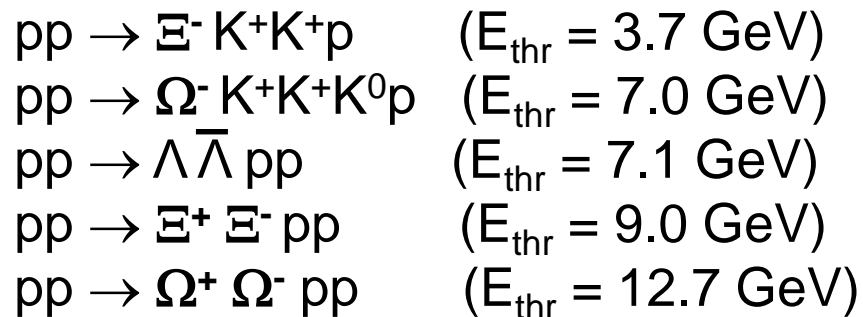 pp → Ξ⁻ K⁺K⁺p (E_thr = 3.7 GeV)
pp → Ω⁻ K⁺K⁺K⁰p (E_thr = 7.0 GeV)
pp → Λ Λ̅ pp (E_thr = 7.1 GeV)
pp → Ξ⁺ Ξ⁻ pp (E_thr = 9.0 GeV)
pp → Ω⁺ Ω⁻ pp (E_thr = 12.7 GeV)